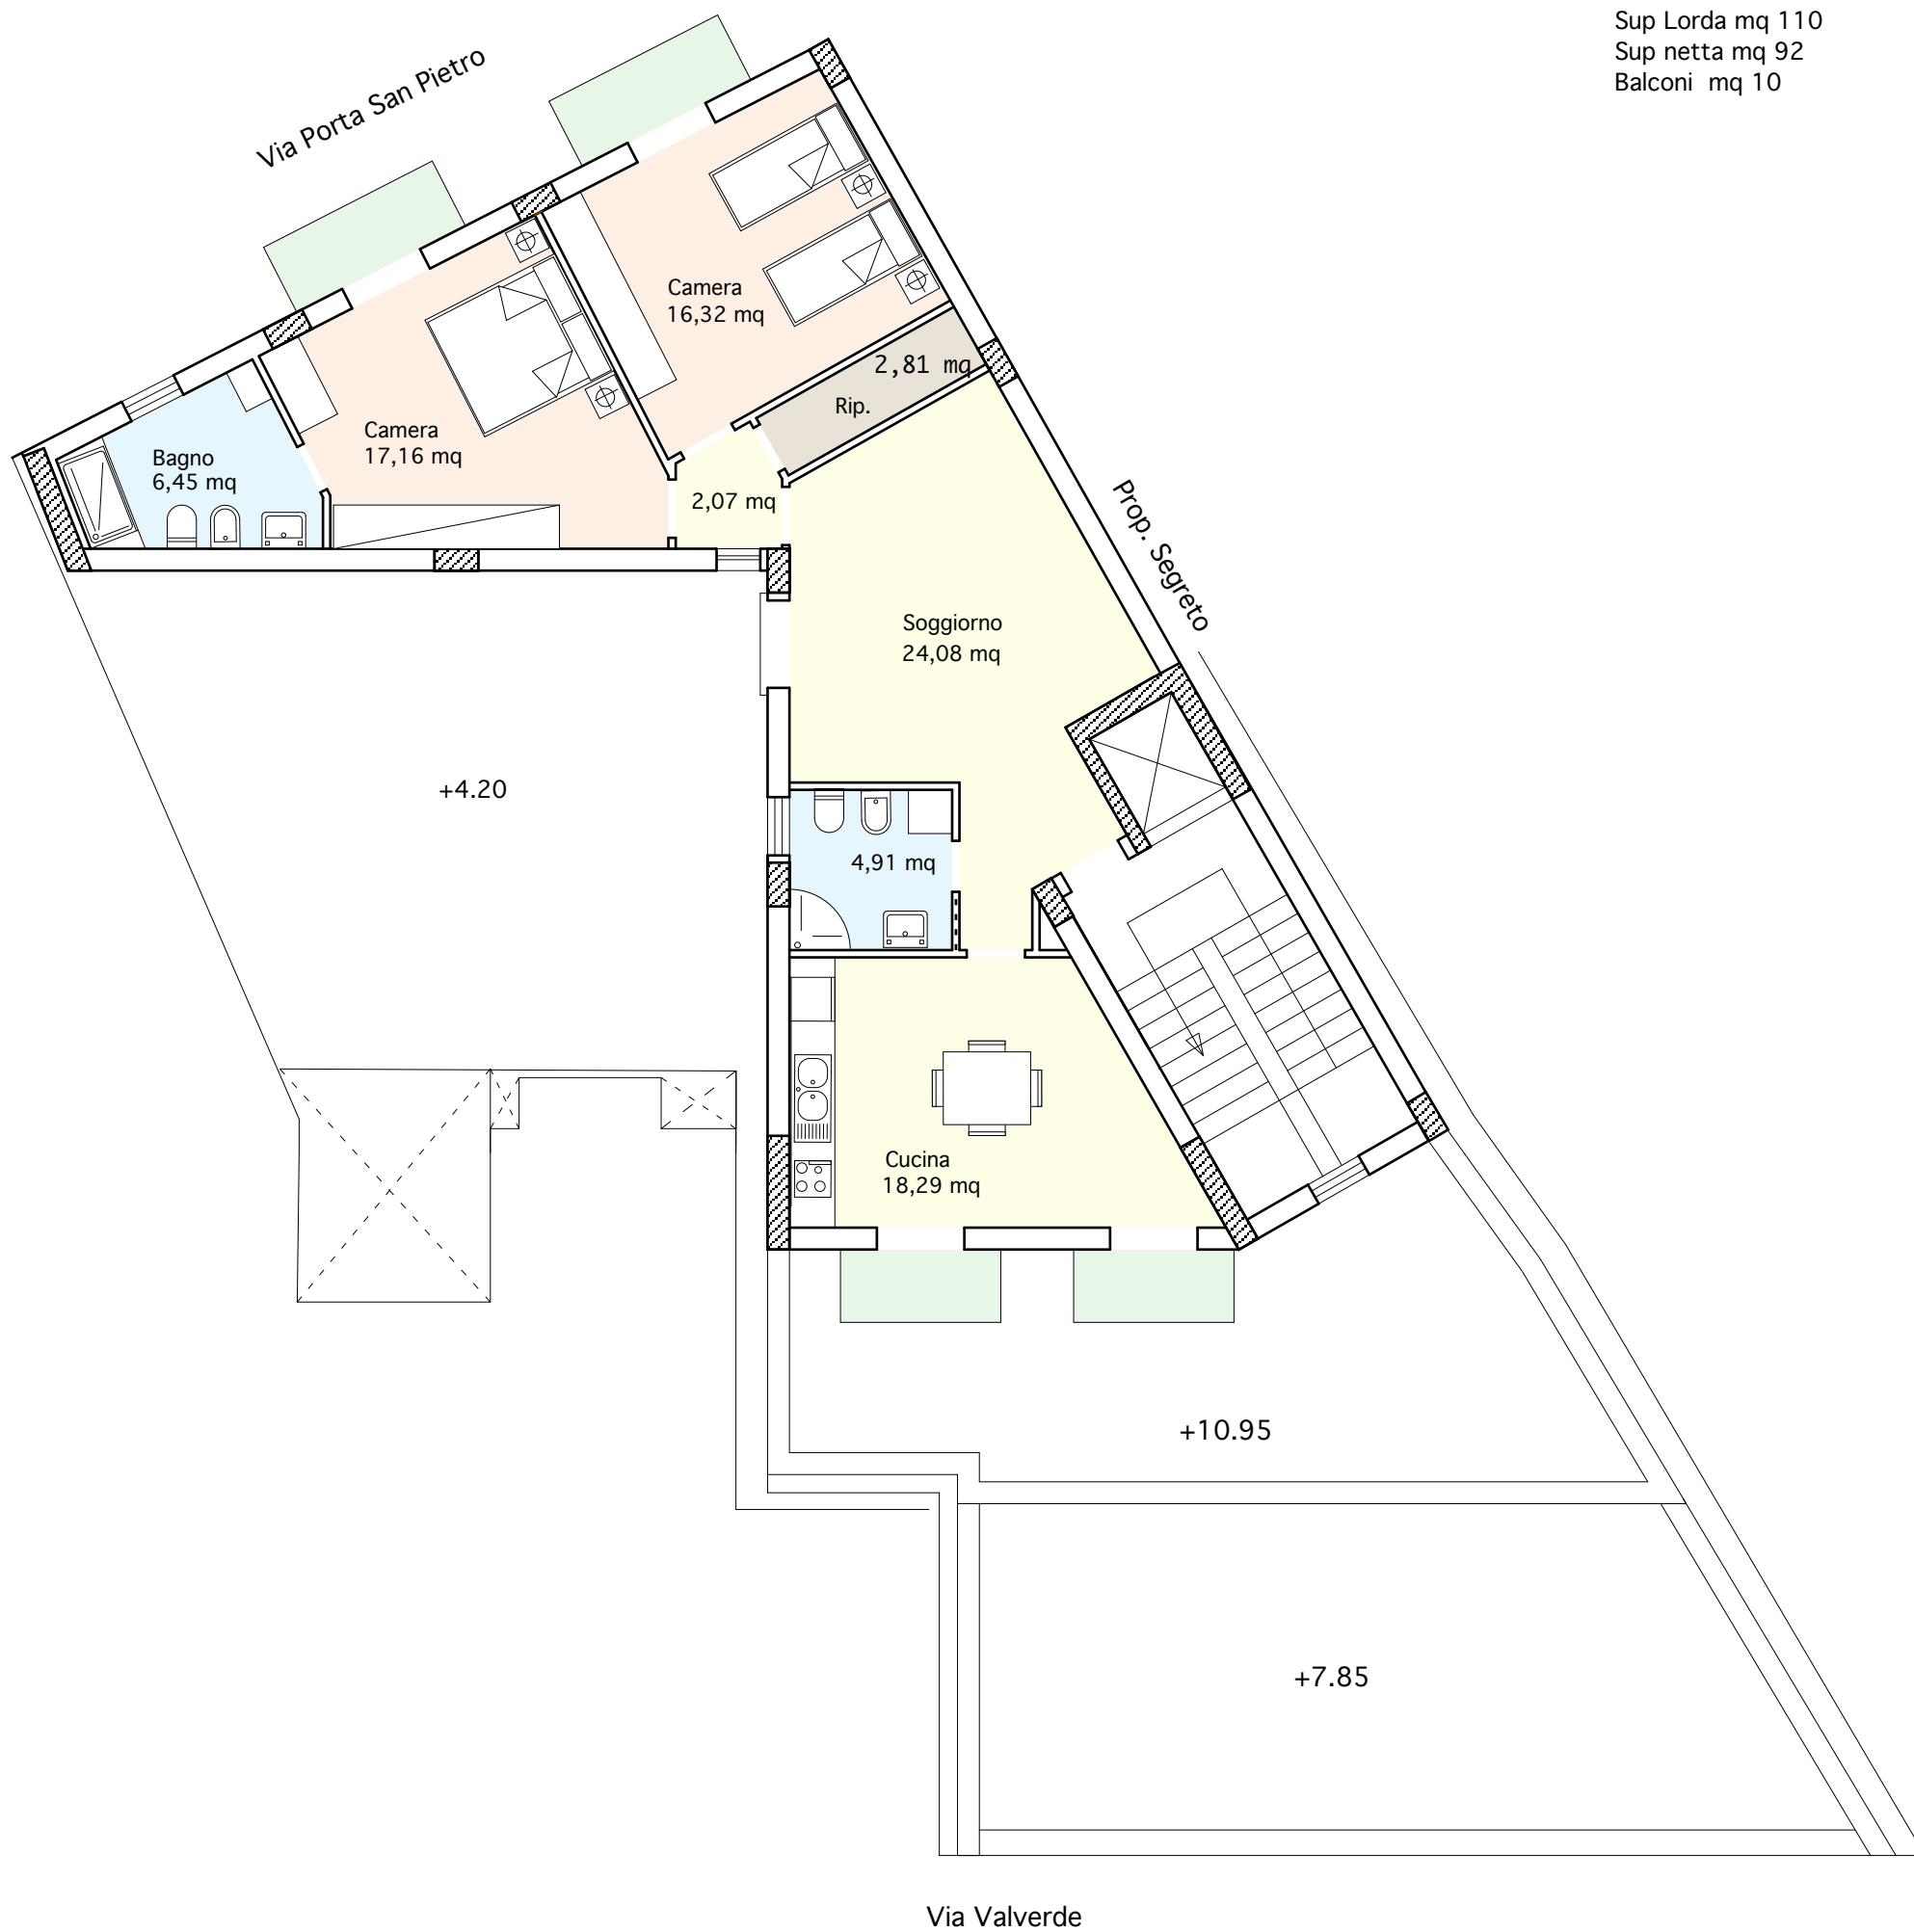 Sup Lorda mq 110
Sup netta mq 92
Balconi mq 10
Via Porta San Pietro
Camera
16,32 mq
2,81 mq
Rip.
Camera
17,16 mq
Bagno
6,45 mq
2,07 mq
Prop. Segreto
Soggiorno
24,08 mq
+4.20
4,91 mq
Cucina
18,29 mq
+10.95
+7.85
Via Valverde